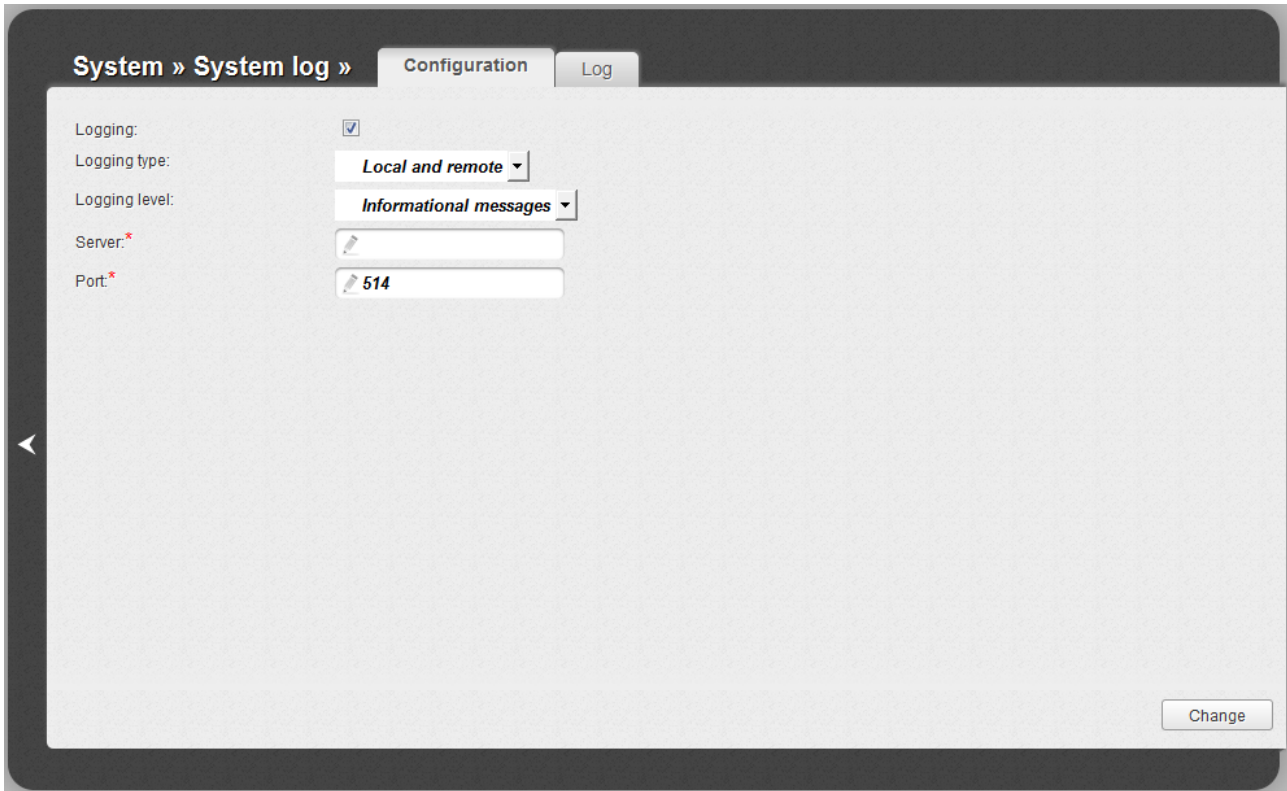 System » System log » Configuration Log
Logging:
Logging type: Local and remote
Logging level: Informational messages
Server:*
Port:* 514
Change